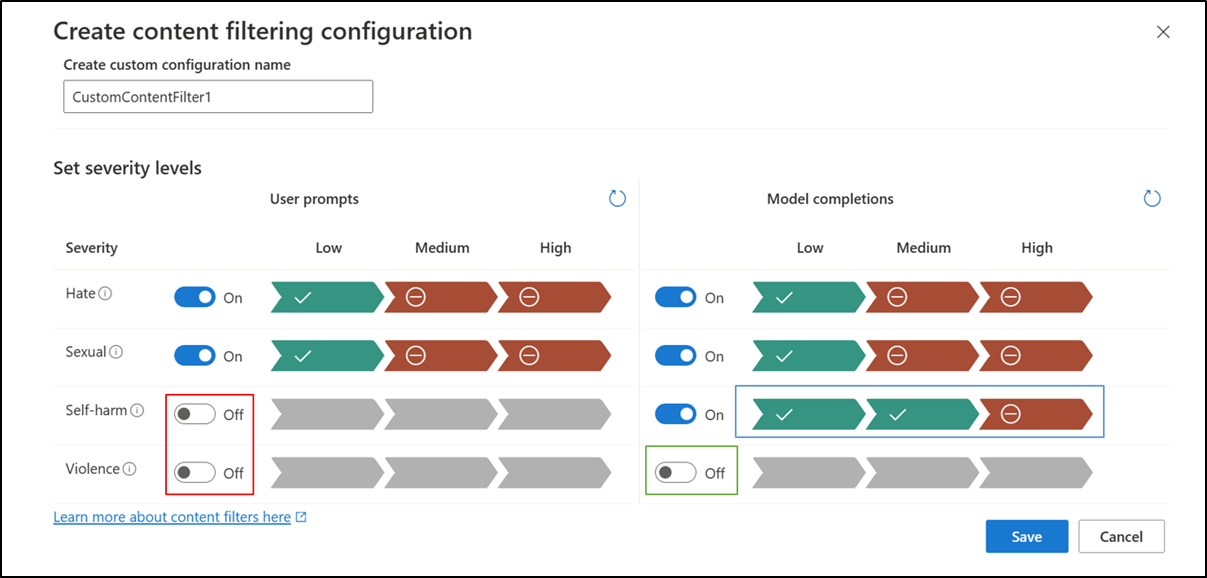 Create content filtering configuration
Create custom configuration name
CustomContentFilter1
Set severity levels
User prompts Model completions
Severity Low Medium High Low Medium High
Hate On On
Sexual On On
Self-harm Off On
Violence Off Off
Learn more about content filters here
Save Cancel